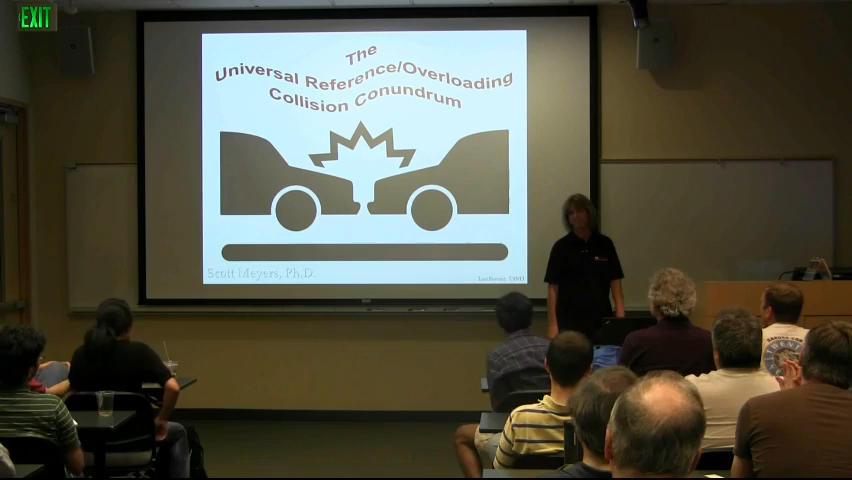 EXIT
The
Universal Reference/Overloading
Collision Conundrum
Scott Meyers, Ph.D.